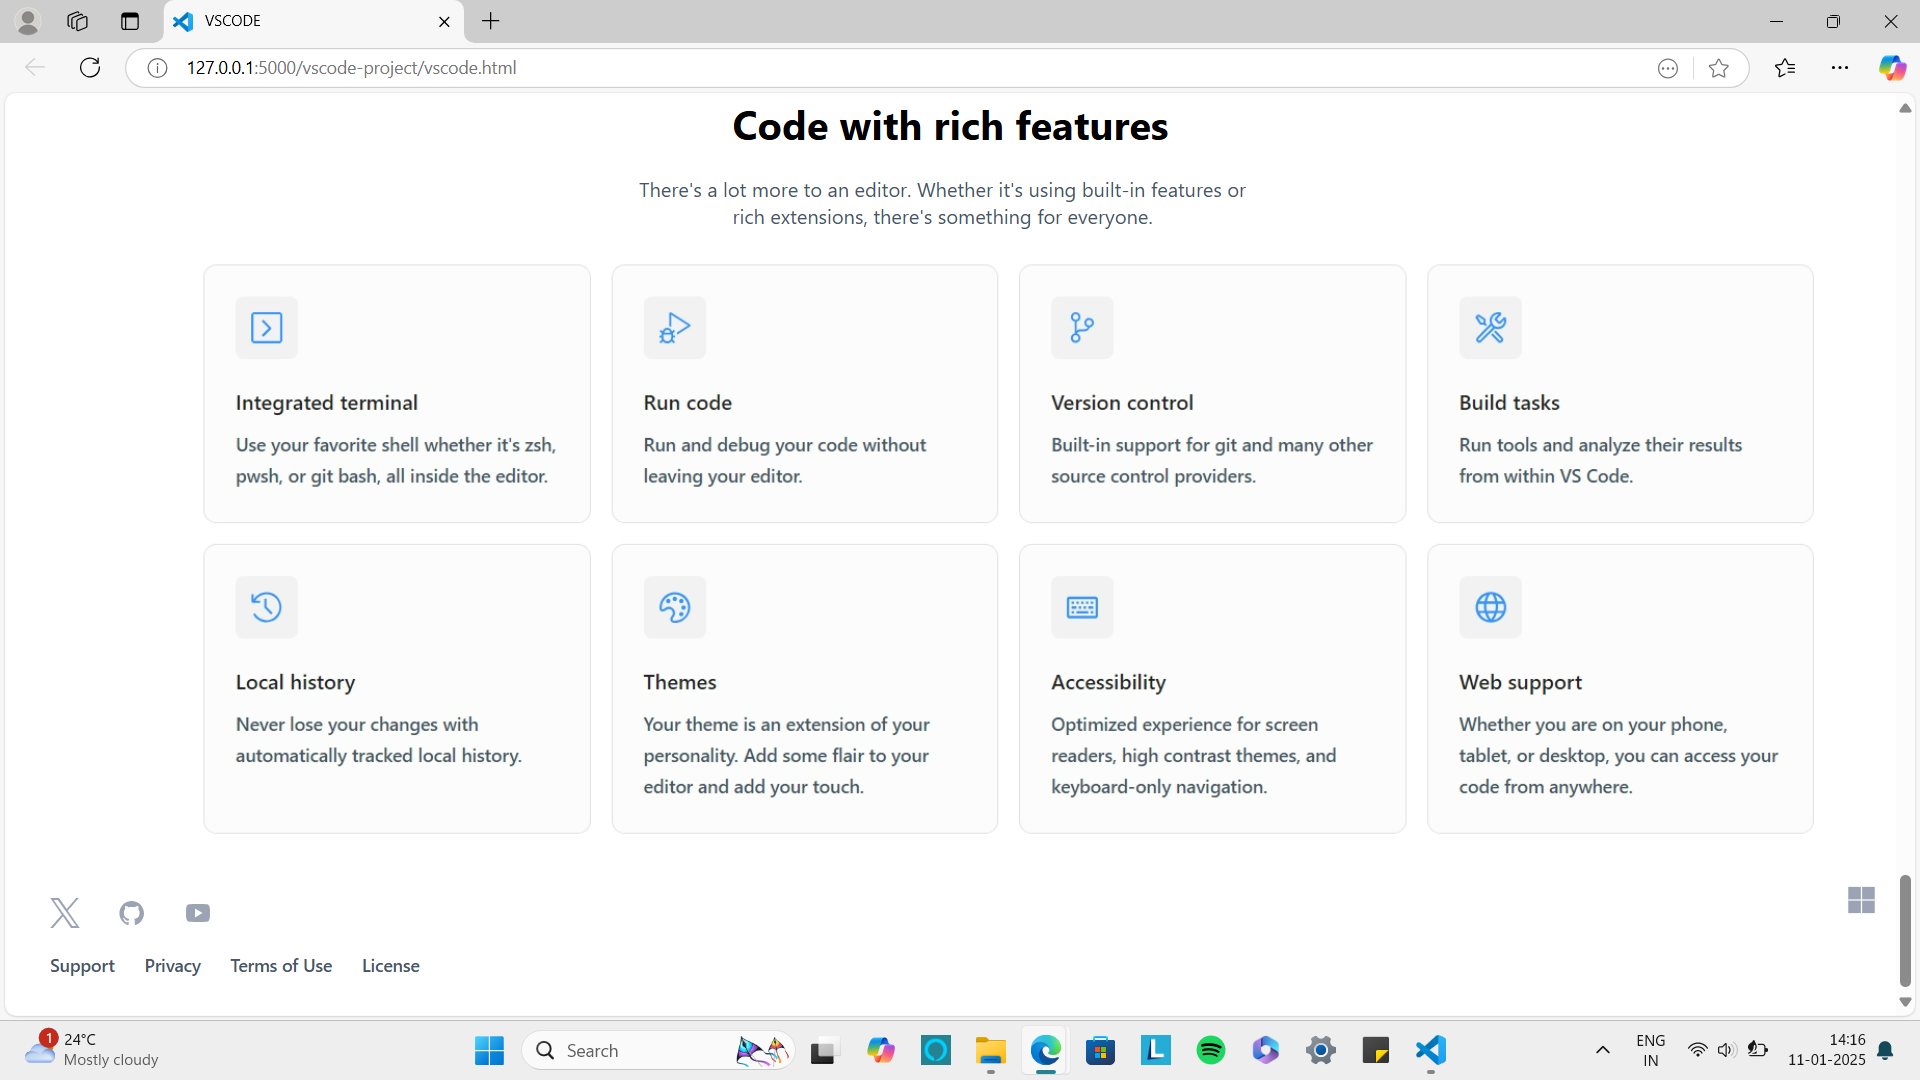 VSCODE
127.0.0.1:5000/vscode-project/vscode.html
Code with rich features
There's a lot more to an editor. Whether it's using built-in features or
rich extensions, there's something for everyone.
Integrated terminal
Use your favorite shell whether it's zsh,
pwsh, or git bash, all inside the editor.
Run code
Run and debug your code without
leaving your editor.
Version control
Built-in support for git and many other
source control providers.
Build tasks
Run tools and analyze their results
from within VS Code.
Local history
Never lose your changes with
automatically tracked local history.
Themes
Your theme is an extension of your
personality. Add some flair to your
editor and add your touch.
Accessibility
Optimized experience for screen
readers, high contrast themes, and
keyboard-only navigation.
Web support
Whether you are on your phone,
tablet, or desktop, you can access your
code from anywhere.
Support Privacy Terms of Use License
1
24°C
Mostly cloudy
Search
L
ENG
IN
14:16
11-01-2025